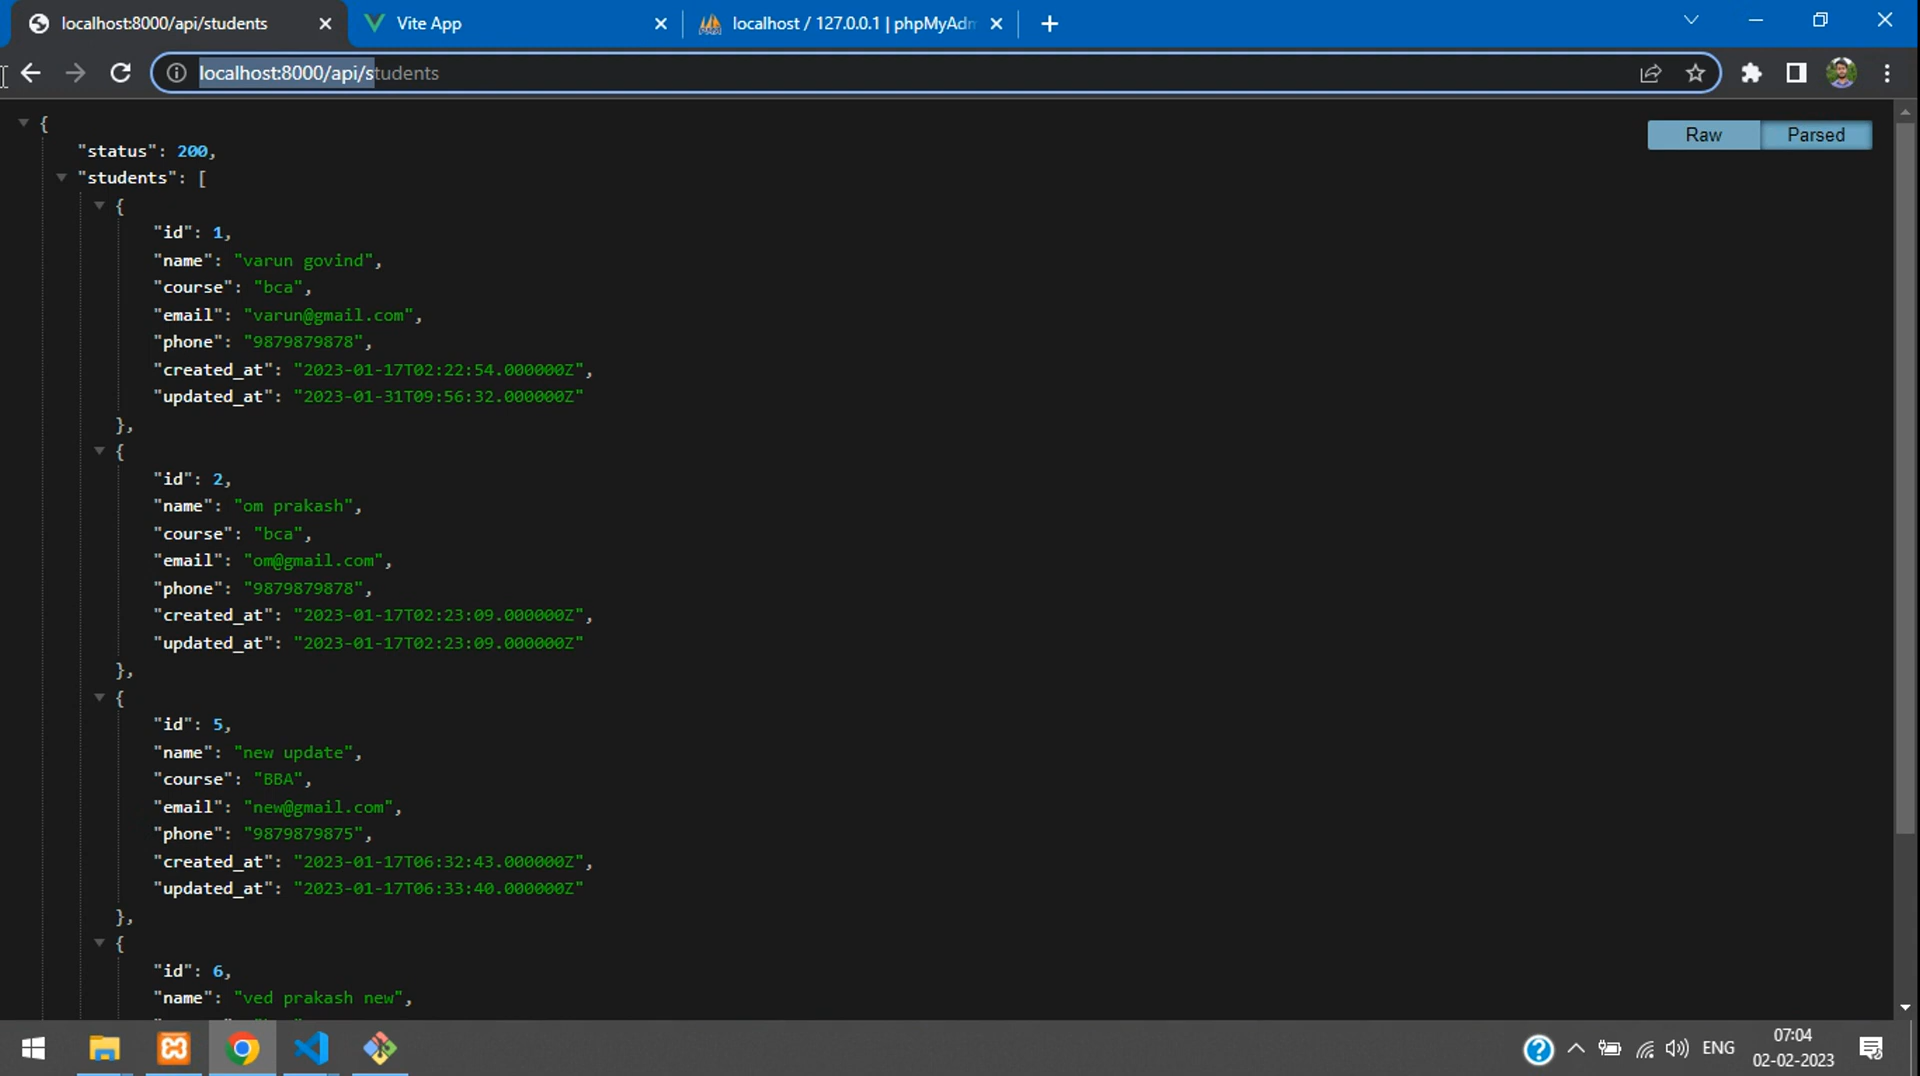 localhost:8000/api/students
Vite App
localhost / 127.0.0.1 | phpMyAdm
localhost:8000/api/students
Raw
Parsed
{
"status": 200,
"students": [
{
"id": 1,
"name": "varun govind",
"course": "bca",
"email": "varun@gmail.com",
"phone": "9879879878",
"created_at": "2023-01-17T02:22:54.000000Z",
"updated_at": "2023-01-31T09:56:32.000000Z"
},
{
"id": 2,
"name": "om prakash",
"course": "bca",
"email": "om@gmail.com",
"phone": "9879879878",
"created_at": "2023-01-17T02:23:09.000000Z",
"updated_at": "2023-01-17T02:23:09.000000Z"
},
{
"id": 5,
"name": "new update",
"course": "BBA",
"email": "new@gmail.com",
"phone": "9879879875",
"created_at": "2023-01-17T06:32:43.000000Z",
"updated_at": "2023-01-17T06:33:40.000000Z"
},
{
"id": 6,
"name": "ved prakash new",
ENG
07:04
02-02-2023